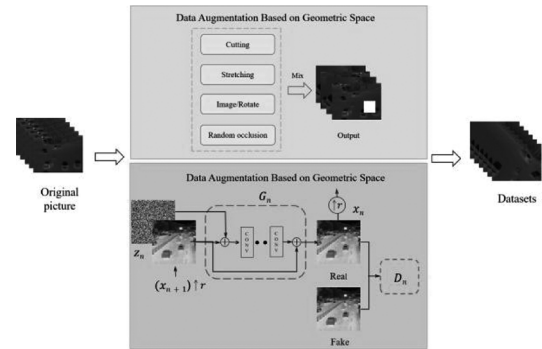 Data Augmentation Based on Geometric Space
Cutting
Stretching
Image/Rotate
Random occlusion
Mix
Output
Original
picture
Datasets
Data Augmentation Based on Geometric Space
G_n
↑r
x_n
z_n
CONV
CONV
(x_{n+1})↑r
Real
D_n
Fake